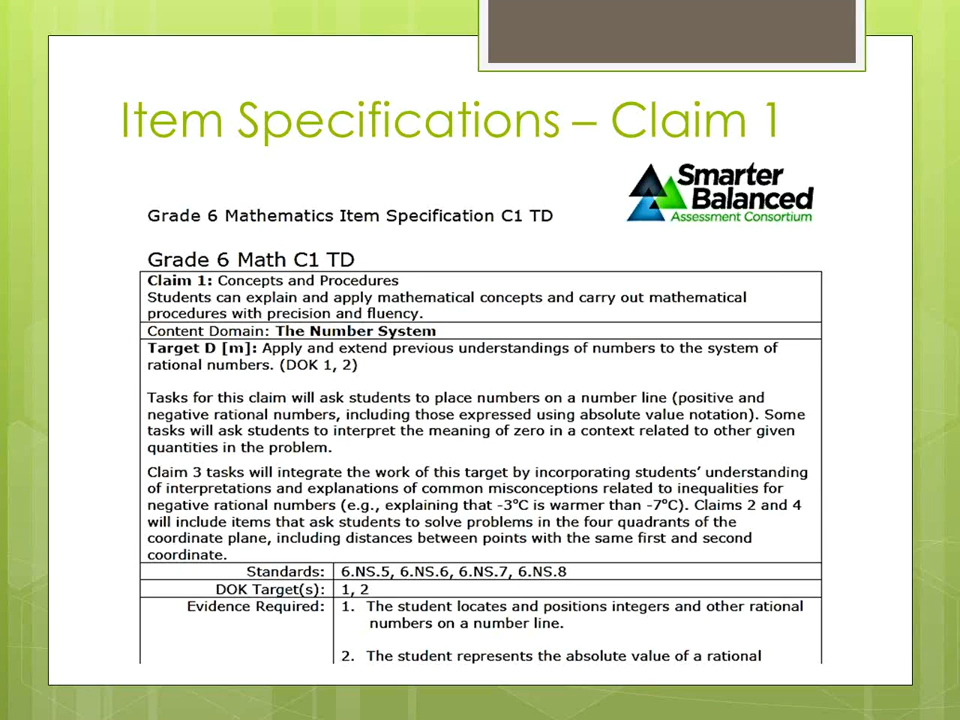 Item Specifications – Claim 1
Smarter
Balanced
Assessment Consortium
Grade 6 Mathematics Item Specification C1 TD
Grade 6 Math C1 TD
Claim 1: Concepts and Procedures
Students can explain and apply mathematical concepts and carry out mathematical
procedures with precision and fluency.
Content Domain: The Number System
Target D [m]: Apply and extend previous understandings of numbers to the system of
rational numbers. (DOK 1, 2)
Tasks for this claim will ask students to place numbers on a number line (positive and
negative rational numbers, including those expressed using absolute value notation). Some
tasks will ask students to interpret the meaning of zero in a context related to other given
quantities in the problem.
Claim 3 tasks will integrate the work of this target by incorporating students’ understanding
of interpretations and explanations of common misconceptions related to inequalities for
negative rational numbers (e.g., explaining that -3°C is warmer than -7°C). Claims 2 and 4
will include items that ask students to solve problems in the four quadrants of the
coordinate plane, including distances between points with the same first and second
coordinate.
Standards: 6.NS.5, 6.NS.6, 6.NS.7, 6.NS.8
DOK Target(s): 1, 2
Evidence Required: 1. The student locates and positions integers and other rational
numbers on a number line.
2. The student represents the absolute value of a rational